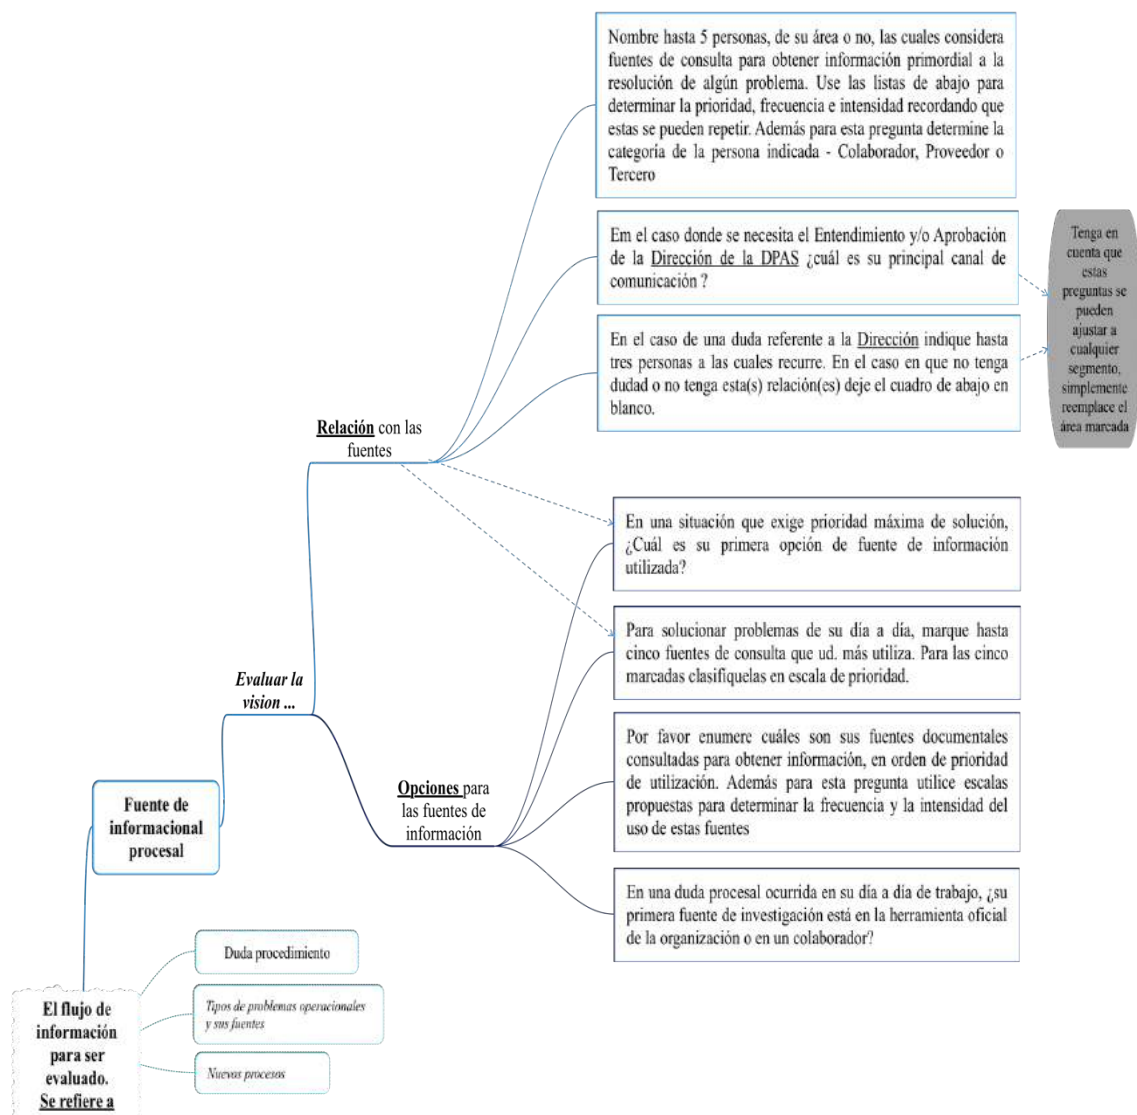 Nombre hasta 5 personas, de su área o no, las cuales considera
fuentes de consulta para obtener información primordial a la
resolución de algún problema. Use las listas de abajo para
determinar la prioridad, frecuencia e intensidad recordando que
estas se pueden repetir. Además para esta pregunta determine la
categoría de la persona indicada - Colaborador, Proveedor o
Tercero
Em el caso donde se necesita el Entendimiento y/o Aprobación
de la Dirección de la DPAS ¿cuál es su principal canal de
comunicación ?
En el caso de una duda referente a la Dirección indique hasta
tres personas a las cuales recurre. En el caso en que no tenga
dudad o no tenga esta(s) relación(es) deje el cuadro de abajo en
blanco.
Tenga en
cuenta que
estas
preguntas se
pueden
ajustar a
cualquier
segmento,
simplemente
reemplace el
área marcada
Relación con las
fuentes
En una situación que exige prioridad máxima de solución,
¿Cuál es su primera opción de fuente de información
utilizada?
Para solucionar problemas de su día a día, marque hasta
cinco fuentes de consulta que ud. más utiliza. Para las cinco
marcadas clasifíquelas en escala de prioridad.
Evaluar la
vision ...
Por favor enumere cuáles son sus fuentes documentales
consultadas para obtener información, en orden de prioridad
de utilización. Además para esta pregunta utilice escalas
propuestas para determinar la frecuencia y la intensidad del
uso de estas fuentes
Opciones para
las fuentes de
información
Fuente de
informacional
procesal
En una duda procesal ocurrida en su día a día de trabajo, ¿su
primera fuente de investigación está en la herramienta oficial
de la organización o en un colaborador?
Duda procedimiento
Tipos de problemas operacionales
y sus fuentes
Nuevos procesos
El flujo de
información
para ser
evaluado.
Se refiere a